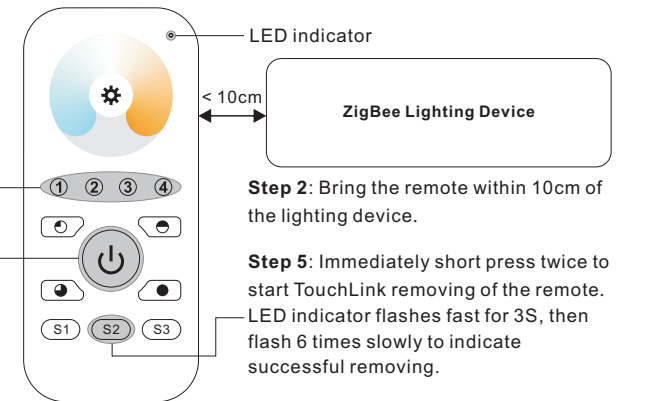 LED indicator
< 10cm
ZigBee Lighting Device
① ② ③ ④
Step 2: Bring the remote within 10cm of
the lighting device.
Step 5: Immediately short press twice to
start TouchLink removing of the remote.
LED indicator flashes fast for 3S, then
flash 6 times slowly to indicate
successful removing.
S1 S2 S3